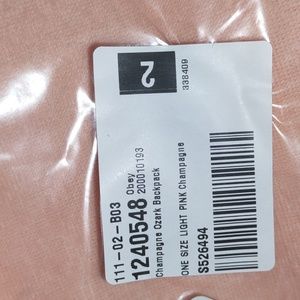 111-02-B03
1240548
Obey
200010193
Champagne Ozark Backpack
ONE SIZE LIGHT PINK Champagne
S526494
2
338409